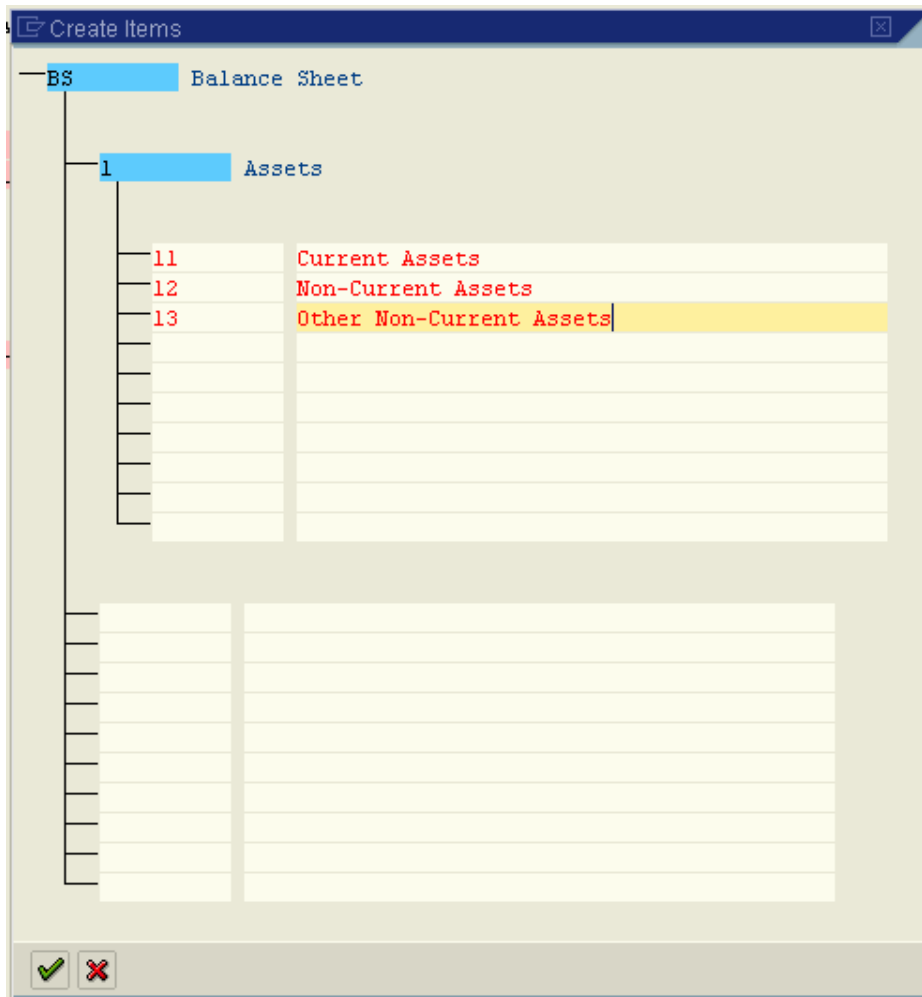 Create Items
BS Balance Sheet
1 Assets
11 Current Assets
12 Non-Current Assets
13 Other Non-Current Assets